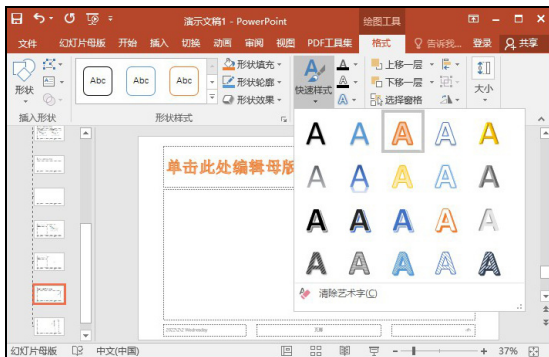 演示文稿1 - PowerPoint
绘图工具
文件 幻灯片母版 开始 插入 切换 动画 审阅 视图 PDF工具集 格式 告诉我... 登录 共享
形状
Abc Abc Abc
形状填充
形状轮廓
形状效果
快速样式
A
A
A
上移一层
下移一层
选择窗格
大小
插入形状 形状样式
A A A A A
A A A A A
A A A A A
A A A A A
清除艺术字(C)
单击此处编辑母版
页脚
幻灯片母版 中文(中国) 37%